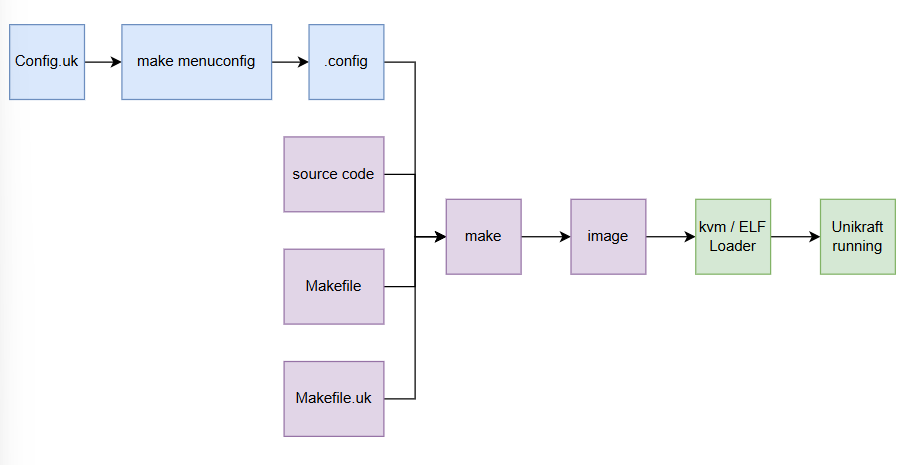 Config.uk
make menuconfig
.config
source code
Makefile
Makefile.uk
make
image
kvm / ELF
Loader
Unikraft
running